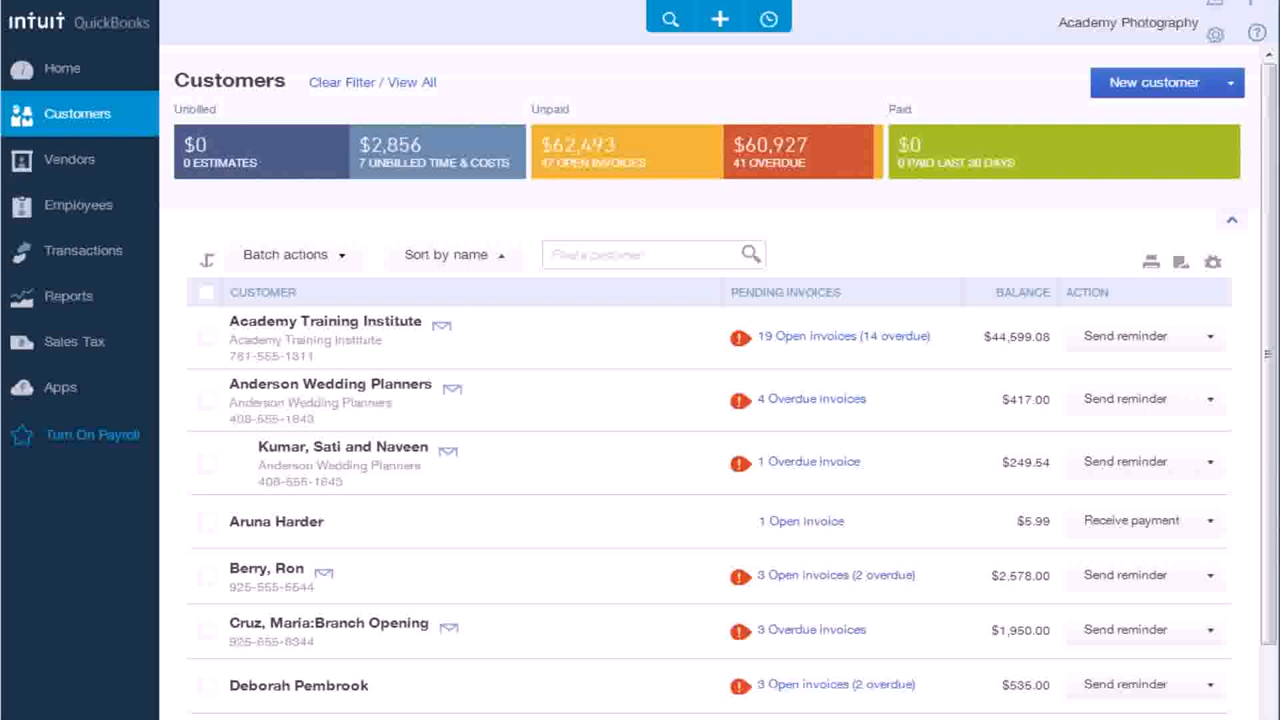 INTUIT QuickBooks
Academy Photography
Home
Customers
Vendors
Employees
Transactions
Reports
Sales Tax
Apps
Turn On Payroll
Customers Clear Filter / View All New customer
Unbilled Unpaid Paid
$0 $2,856 $62,493 $60,927 $0
0 ESTIMATES 7 UNBILLED TIME & COSTS 47 OPEN INVOICES 41 OVERDUE 0 PAID LAST 30 DAYS
Batch actions Sort by name Find a customer
CUSTOMER PENDING INVOICES BALANCE ACTION
Academy Training Institute
Academy Training Institute
781-555-1311
19 Open invoices (14 overdue) $44,599.08 Send reminder
Anderson Wedding Planners
Anderson Wedding Planners
408-555-1843
4 Overdue invoices $417.00 Send reminder
Kumar, Sati and Naveen
Anderson Wedding Planners
408-555-1843
1 Overdue invoice $249.54 Send reminder
Aruna Harder 1 Open invoice $5.99 Receive payment
Berry, Ron
925-555-5544
3 Open invoices (2 overdue) $2,578.00 Send reminder
Cruz, Maria:Branch Opening
925-555-8344
3 Overdue invoices $1,950.00 Send reminder
Deborah Pembrook 3 Open invoices (2 overdue) $535.00 Send reminder